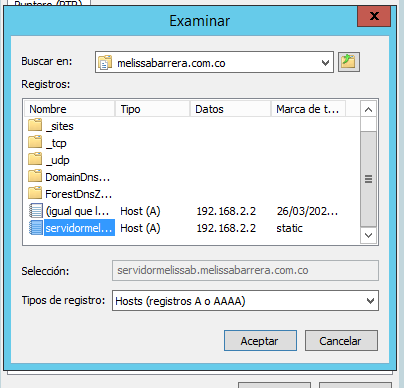 Puntero (PTR)
Examinar
Buscar en: melissabarrera.com.co
Registros:
Nombre Tipo Datos Marca de t...
_sites
_tcp
_udp
DomainDns...
ForestDnsZ...
(igual que l... Host (A) 192.168.2.2 26/03/202...
servidormel... Host (A) 192.168.2.2 static
Selección: servidormelissab.melissabarrera.com.co
Tipos de registro: Hosts (registros A o AAAA)
Aceptar Cancelar